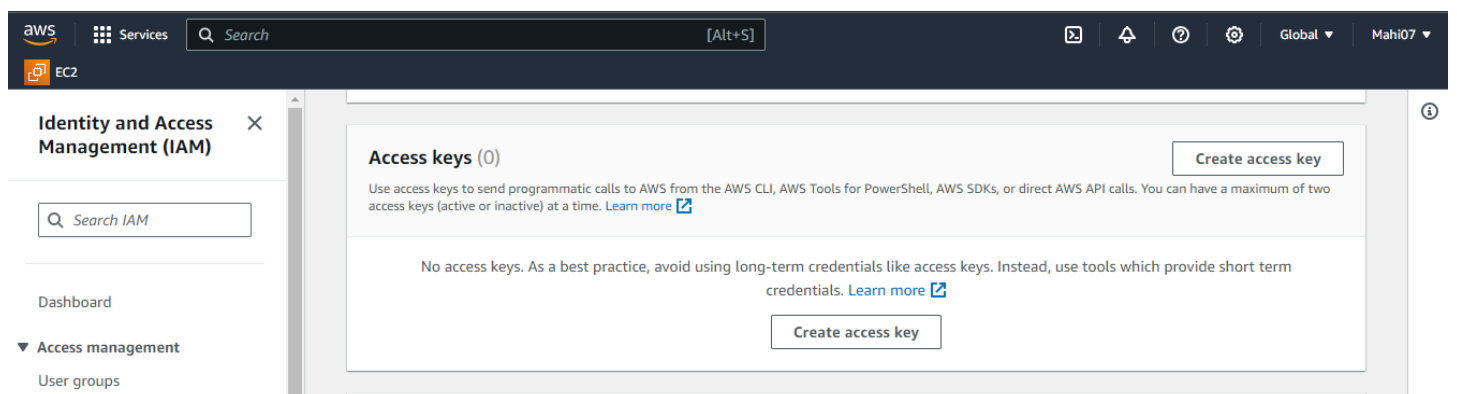 aws
Services
Search
[Alt+S]
Global
Mahi07
EC2
Identity and Access
Management (IAM)
Search IAM
Dashboard
Access management
User groups
Access keys (0)
Create access key
Use access keys to send programmatic calls to AWS from the AWS CLI, AWS Tools for PowerShell, AWS SDKs, or direct AWS API calls. You can have a maximum of two
access keys (active or inactive) at a time. Learn more
No access keys. As a best practice, avoid using long-term credentials like access keys. Instead, use tools which provide short term
credentials. Learn more
Create access key